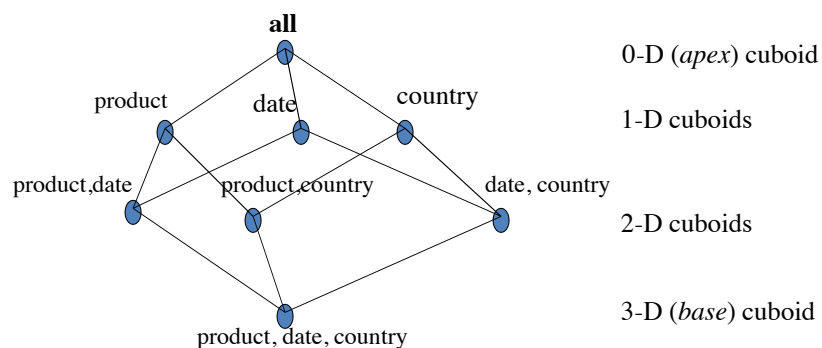 all
0-D (apex) cuboid
product
date
country
1-D cuboids
product,date
product,country
date, country
2-D cuboids
3-D (base) cuboid
product, date, country